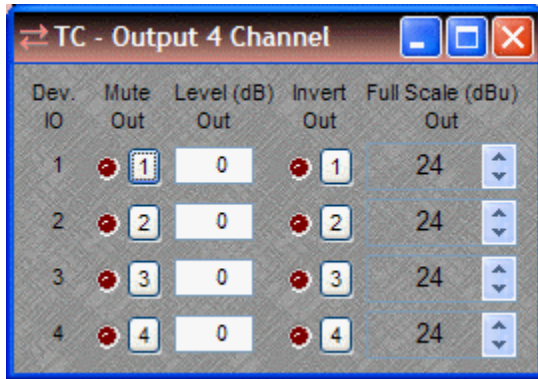 TC - Output 4 Channel
Dev. IO Mute Out Level (dB) Out Invert Out Full Scale (dBu) Out
1 1 0 1 24
2 2 0 2 24
3 3 0 3 24
4 4 0 4 24